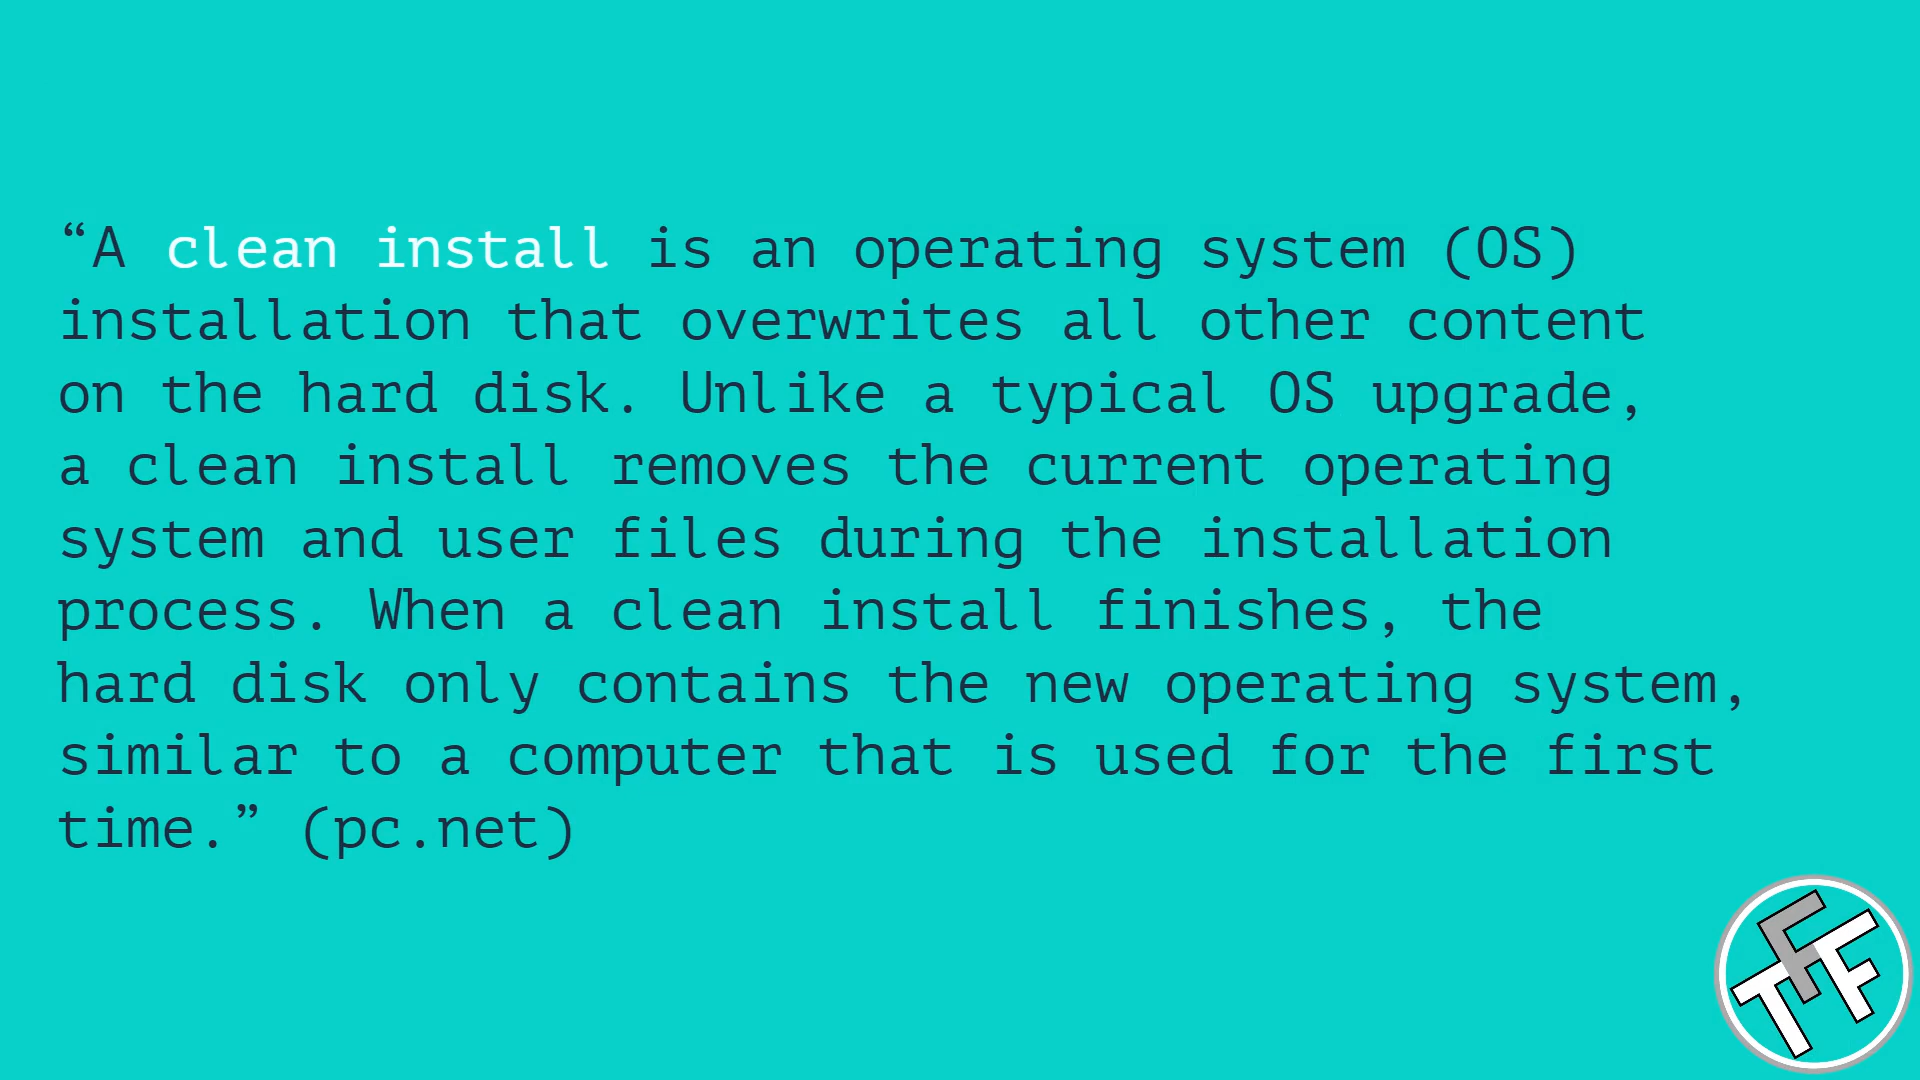 “A clean install is an operating system (OS)
installation that overwrites all other content
on the hard disk. Unlike a typical OS upgrade,
a clean install removes the current operating
system and user files during the installation
process. When a clean install finishes, the
hard disk only contains the new operating system,
similar to a computer that is used for the first
time.” (pc.net)
TFF